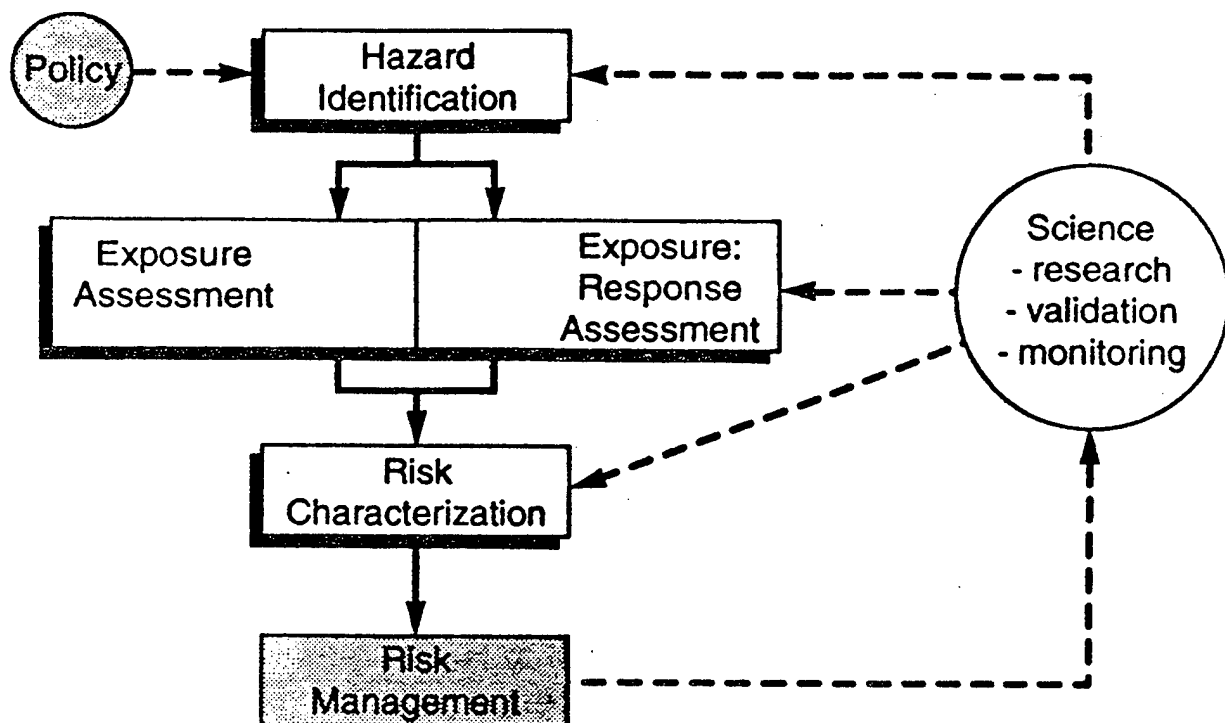 Policy
Hazard
Identification
Exposure
Assessment
Exposure:
Response
Assessment
Science
- research
- validation
- monitoring
Risk
Characterization
Risk
Management